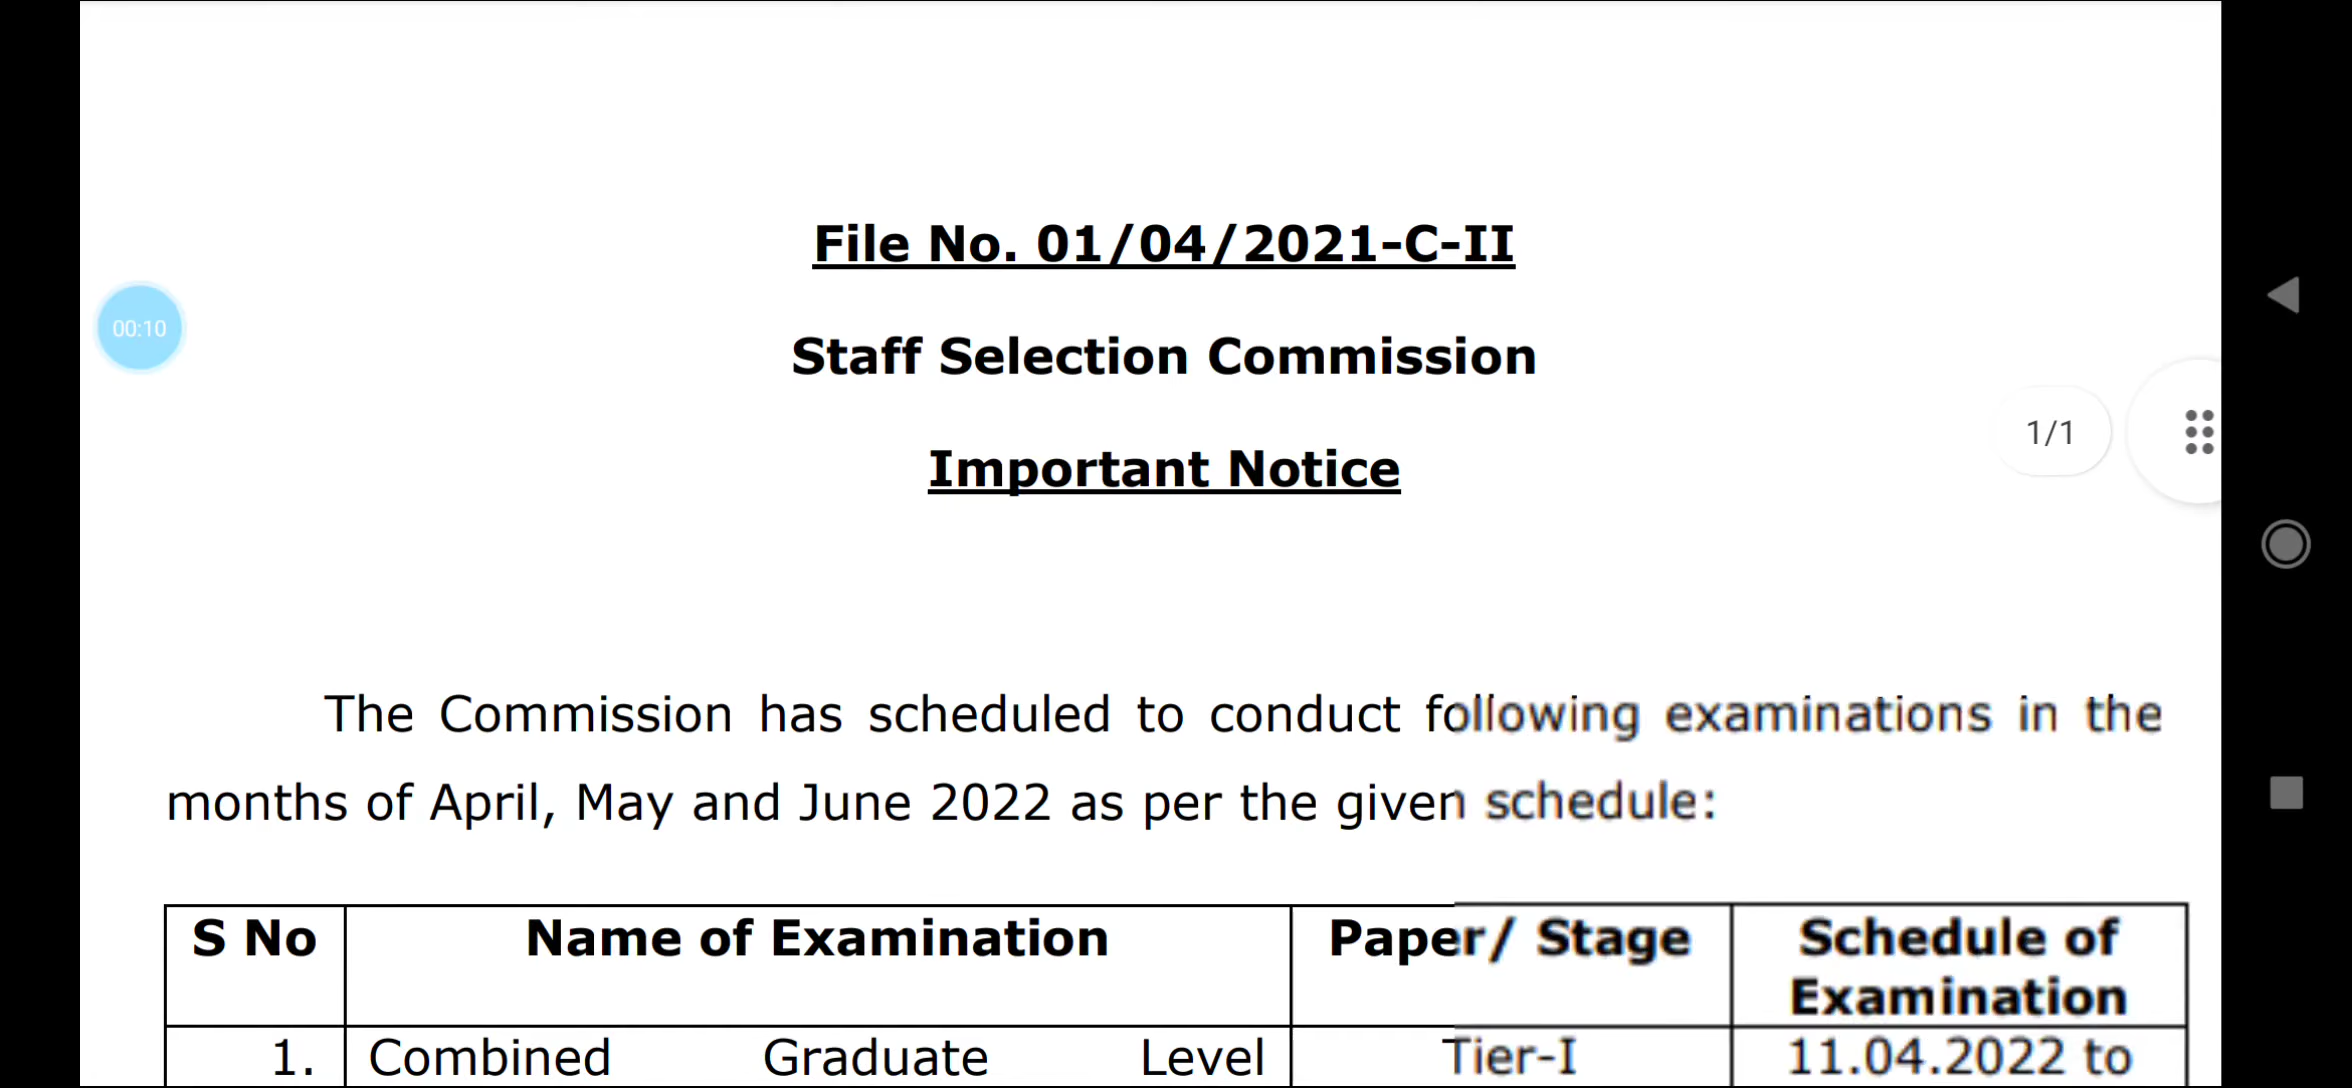 File No. 01/04/2021-C-II
Staff Selection Commission
Important Notice
00:10
1/1
The Commission has scheduled to conduct following examinations in the
months of April, May and June 2022 as per the given schedule:
S No Name of Examination Paper/ Stage Schedule of
Examination
1. Combined Graduate Level Tier-I 11.04.2022 to